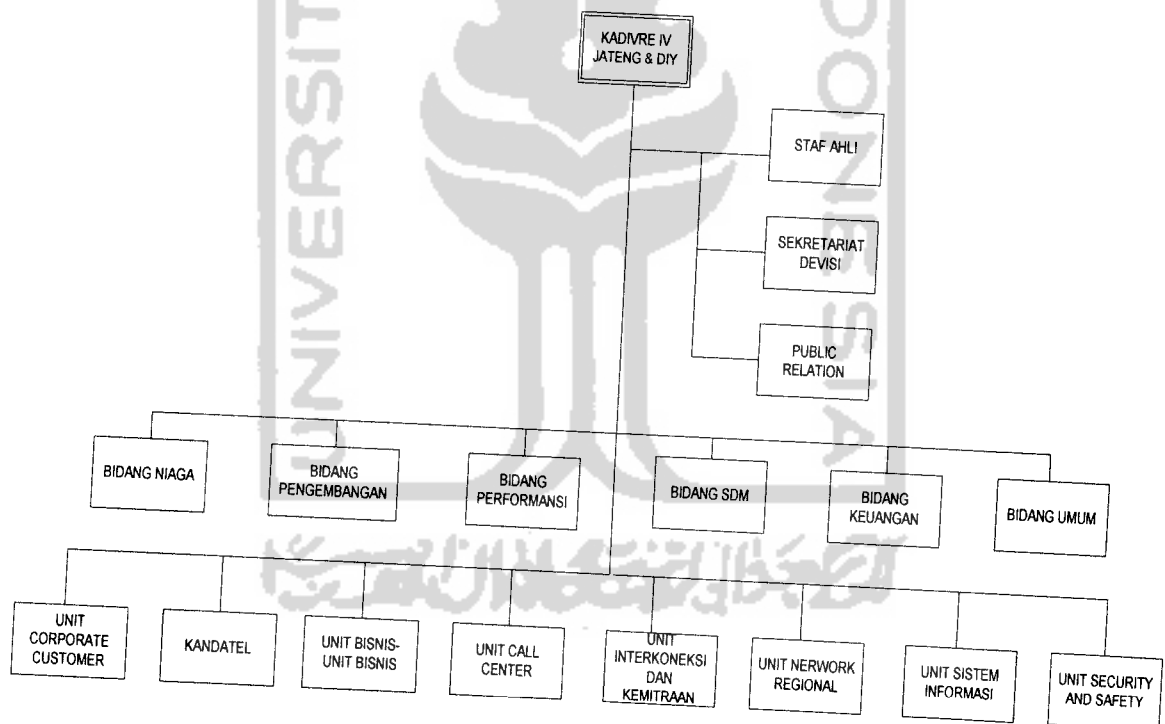 KADIVRE IV
JATENG & DIY
STAF AHLI
SEKRETARIAT
DEVISI
PUBLIC
RELATION
BIDANG NIAGA
BIDANG
PENGEMBANGAN
BIDANG
PERFORMANSI
BIDANG SDM
BIDANG
KEUANGAN
BIDANG UMUM
UNIT
CORPORATE
CUSTOMER
KANDATEL
UNIT BISNIS-
UNIT BISNIS
UNIT CALL
CENTER
UNIT
INTERKONEKSI
DAN
KEMITRAAN
UNIT NERWORK
REGIONAL
UNIT SISTEM
INFORMASI
UNIT SECURITY
AND SAFETY